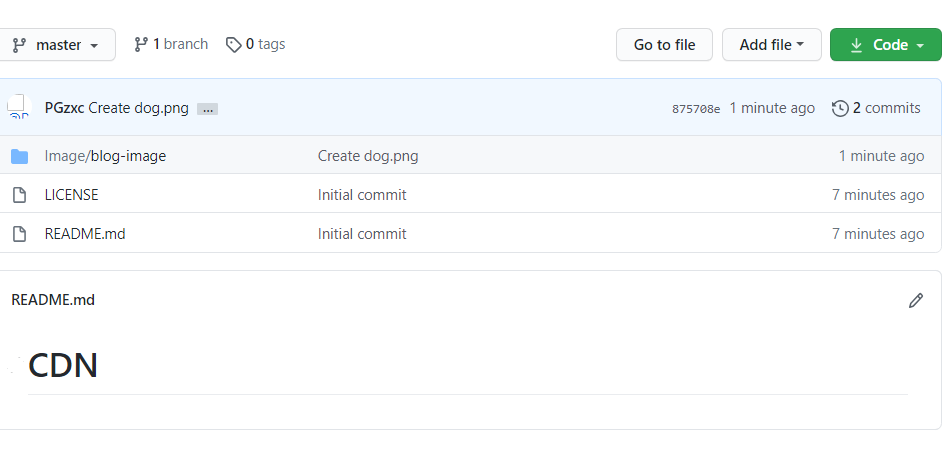 master 1 branch 0 tags Go to file Add file Code
PGzxc Create dog.png ... 875708e 1 minute ago 2 commits
Image/blog-image Create dog.png 1 minute ago
LICENSE Initial commit 7 minutes ago
README.md Initial commit 7 minutes ago
README.md
CDN